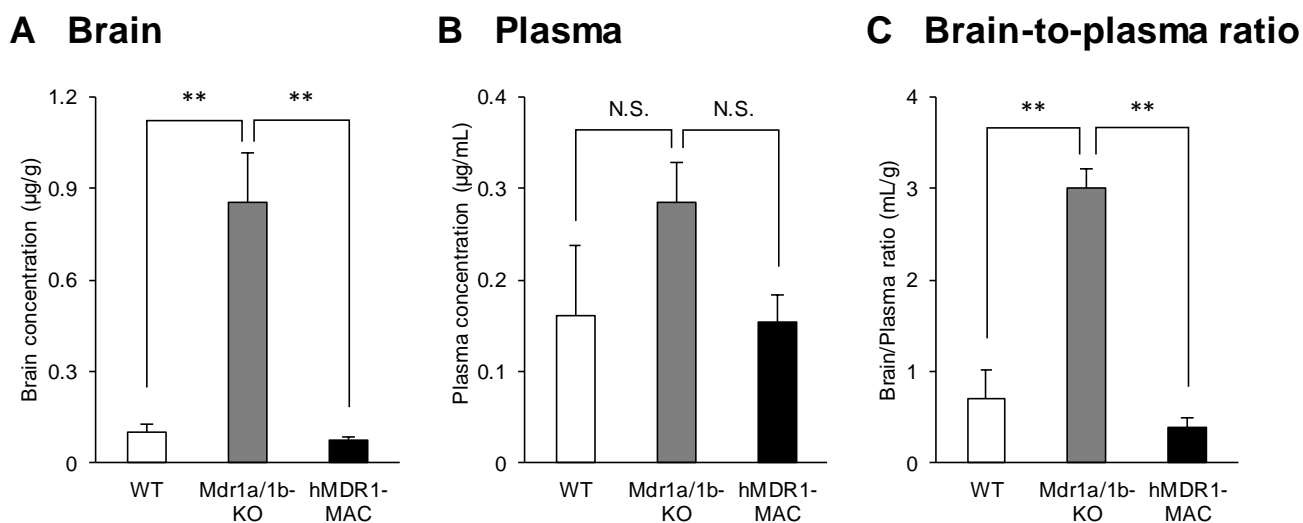 A Brain
Brain concentration (µg/g)
1.2
0.9
0.6
0.3
0
** **
WT
Mdr1a/1b-
KO
hMDR1-
MAC
B Plasma
Plasma concentration (µg/mL)
0.4
0.3
0.2
0.1
0
N.S. N.S.
WT
Mdr1a/1b-
KO
hMDR1-
MAC
C Brain-to-plasma ratio
Brain/Plasma ratio (mL/g)
4
3
2
1
0
** **
WT
Mdr1a/1b-
KO
hMDR1-
MAC